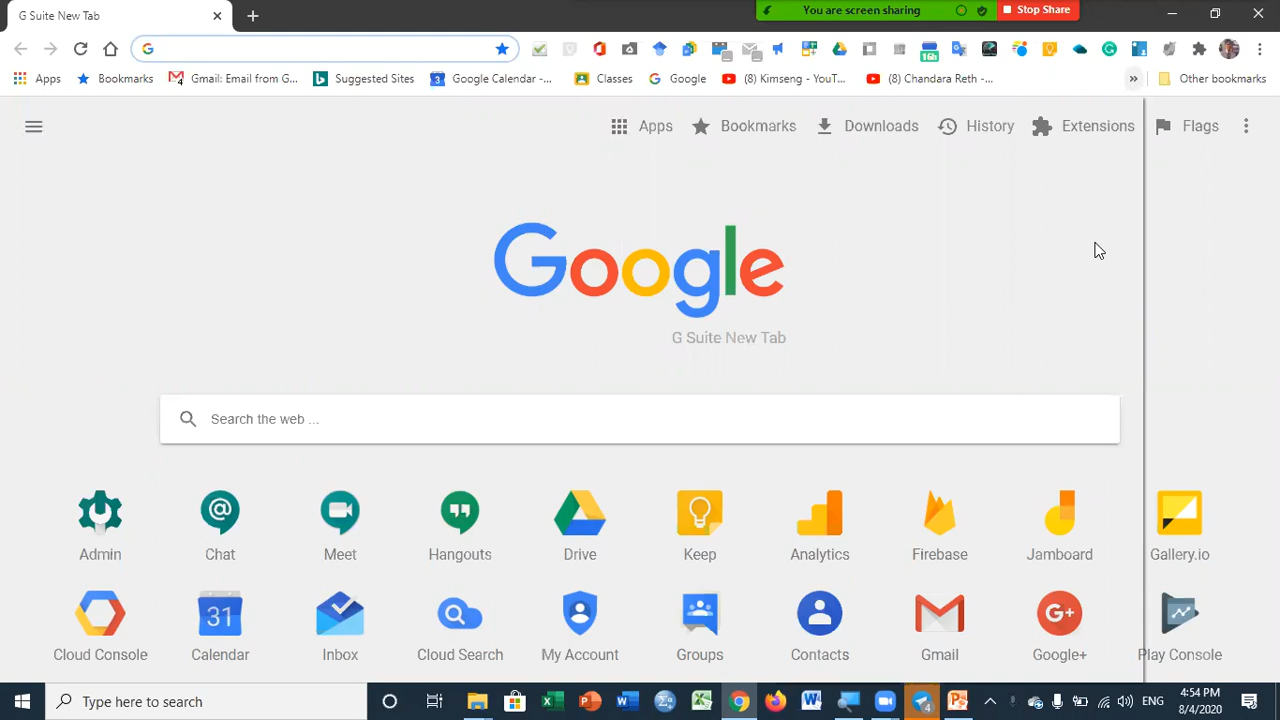 G Suite New Tab
You are screen sharing
Stop Share
16h
Apps
Bookmarks
4
Gmail: Email from G...
Suggested Sites
3
Google Calendar -...
Classes
Google
(8) Kimseng - YouT...
(8) Chandara Reth -...
»
Other bookmarks
Apps
Bookmarks
Downloads
History
Extensions
Flags
Google
G Suite New Tab
Search the web ...
Admin
Chat
Meet
Hangouts
Drive
Keep
Analytics
Firebase
Jamboard
Gallery.io
31
G+
Cloud Console
Calendar
Inbox
Cloud Search
My Account
Groups
Contacts
Gmail
Google+
Play Console
Type here to search
4
ENG
4:54 PM
8/4/2020